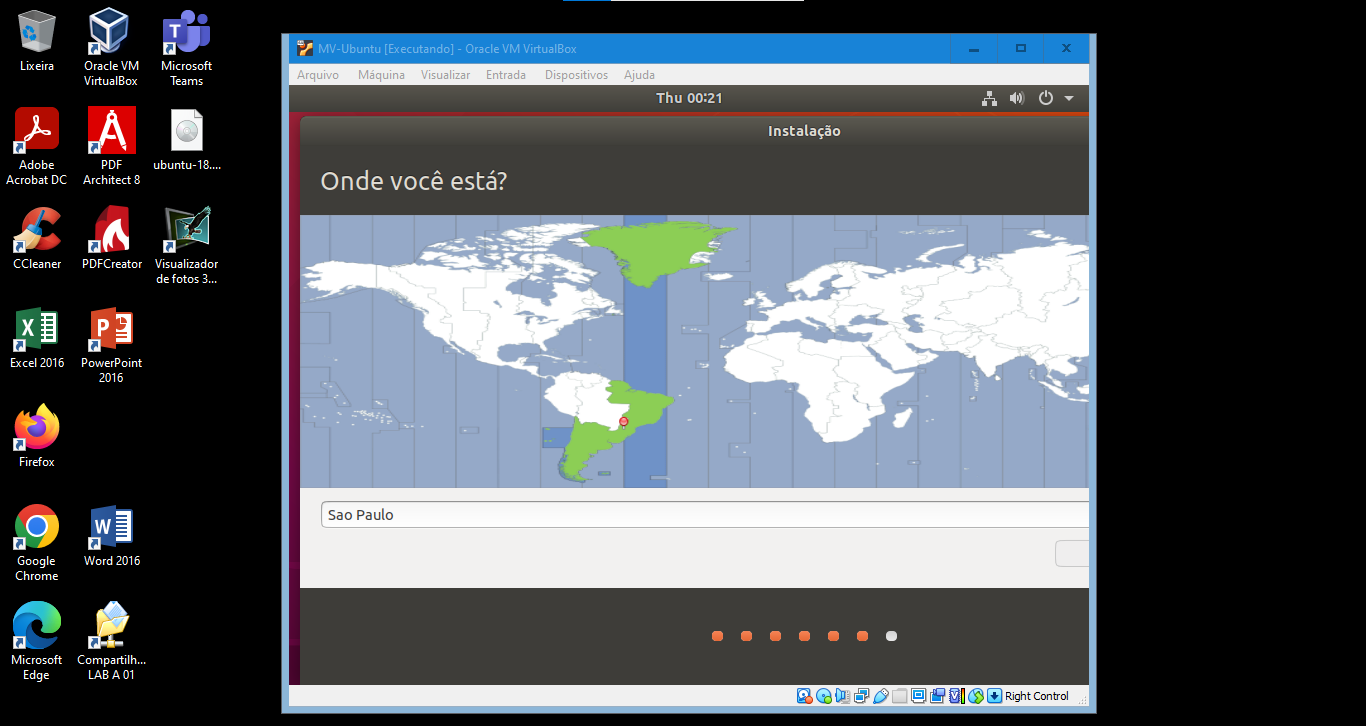 Lixeira
Oracle VM
VirtualBox
Microsoft
Teams
Adobe
Acrobat DC
PDF
Architect 8
ubuntu-18....
CCleaner
PDFCreator
Visualizador
de fotos 3...
Excel 2016
PowerPoint
2016
Firefox
Google
Chrome
Word 2016
Microsoft
Edge
Compartilh...
LAB A 01
MV-Ubuntu [Executando] - Oracle VM VirtualBox
Arquivo Máquina Visualizar Entrada Dispositivos Ajuda
Thu 00:21
Instalação
Onde você está?
Sao Paulo
Right Control